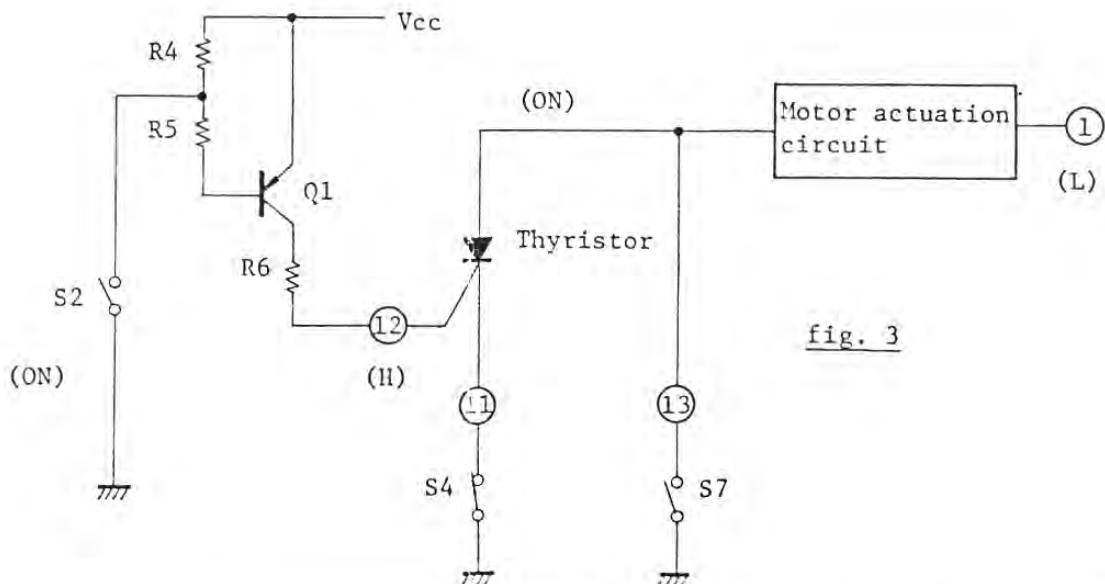 Vcc
R4
R5
Q1
R6
S2
(ON)
12
(H)
(ON)
Thyristor
11
S4
13
S7
Motor actuation
circuit
1
(L)
fig. 3